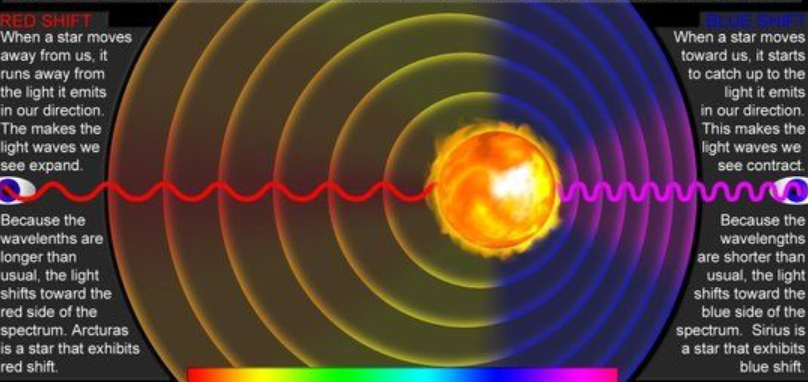 RED SHIFT
When a star moves
away from us, it
runs away from
the light it emits
in our direction.
The makes the
light waves we
see expand.
Because the
wavelenths are
longer than
usual, the light
shifts toward the
red side of the
spectrum. Arcturas
is a star that exhibits
red shift.
BLUE SHIFT
When a star moves
toward us, it starts
to catch up to the
light it emits
in our direction.
This makes the
light waves we
see contract.
Because the
wavelengths
are shorter than
usual, the light
shifts toward the
blue side of the
spectrum. Sirius is
a star that exhibits
blue shift.